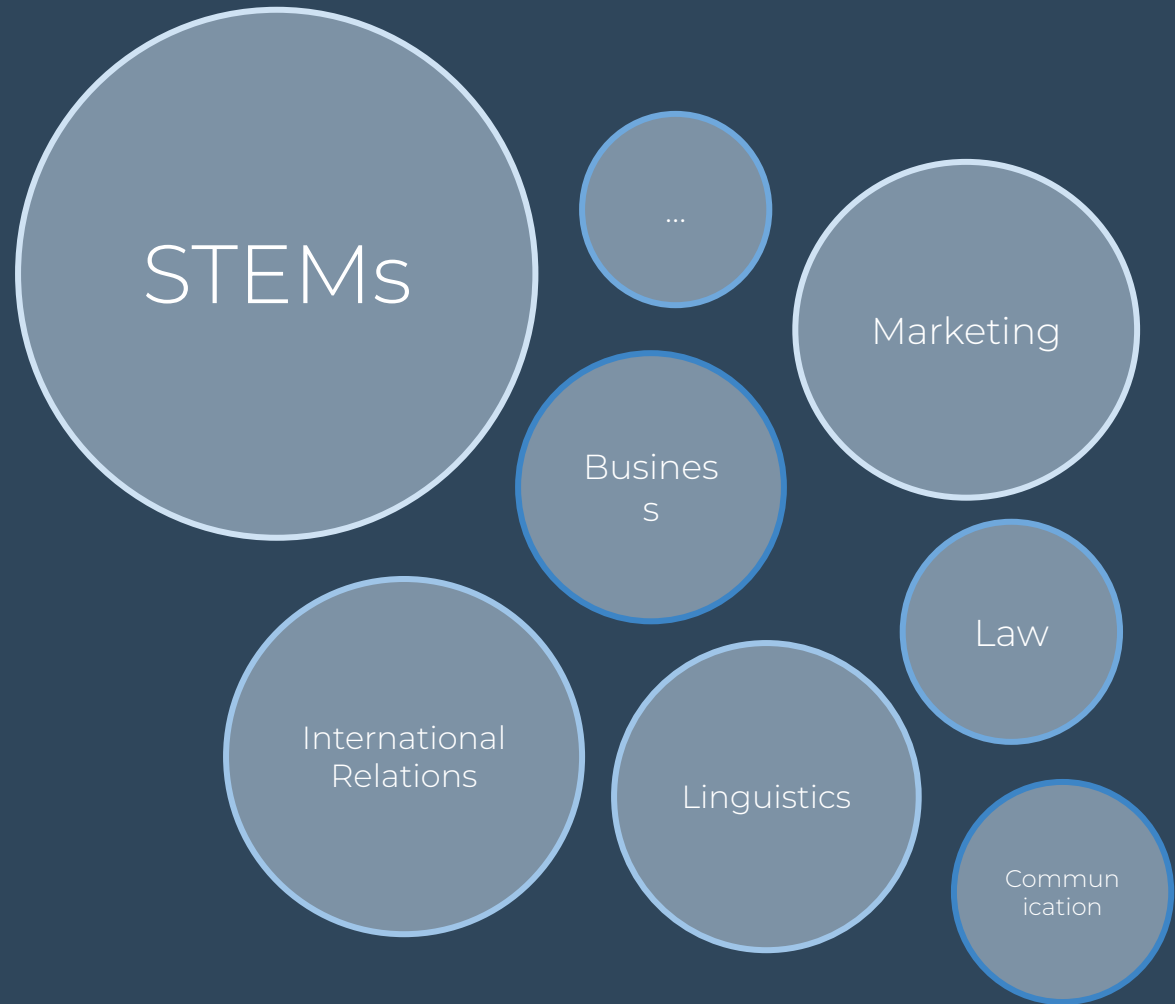 STEMs
...
Marketing
Busines
s
Law
International
Relations
Linguistics
Commun
ication